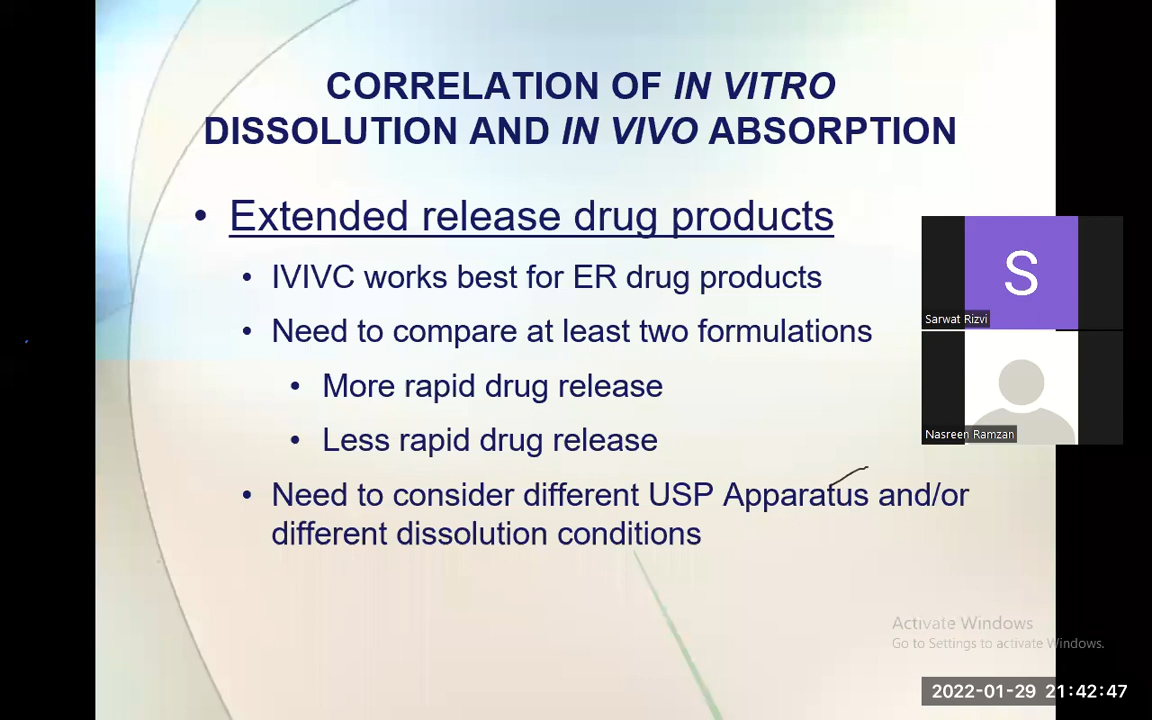 CORRELATION OF IN VITRO
DISSOLUTION AND IN VIVO ABSORPTION
• Extended release drug products
• IVIVC works best for ER drug products
• Need to compare at least two formulations
• More rapid drug release
• Less rapid drug release
• Need to consider different USP Apparatus and/or
different dissolution conditions
S
Sarwat Rizvi
Nasreen Ramzan
Activate Windows
Go to Settings to activate Windows.
2022-01-29 21:42:47